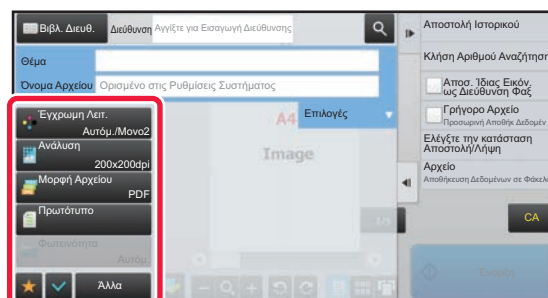 Βιβλ. Διευθ.
Διεύθυνση
Αγγίξτε για Εισαγωγή Διεύθυνσης
Θέμα
Όνομα Αρχείου
Ορισμένο στις Ρυθμίσεις Συστήματος
Έγχρωμη Λειτ.
Αυτόμ./Μονο2
Ανάλυση
200x200dpi
Μορφή Αρχείου
PDF
Πρωτότυπο
Φωτεινότητα
Αυτόμ.
Άλλα
Επιλογές
A4
Image
1/1
Αποστολή Ιστορικού
Κλήση Αριθμού Αναζήτησ
Αποσ. Ίδιας Εικόν.
ως Διεύθυνση Φαξ
Γρήγορο Αρχείο
Προσωρινή Αποθήκ Δεδομέν
Ελέγξτε την κατάσταση
Αποστολή/Λήψη
Αρχείο
Αποθήκευση Δεδομένων σε Φάκελ
CA
Έναρξη